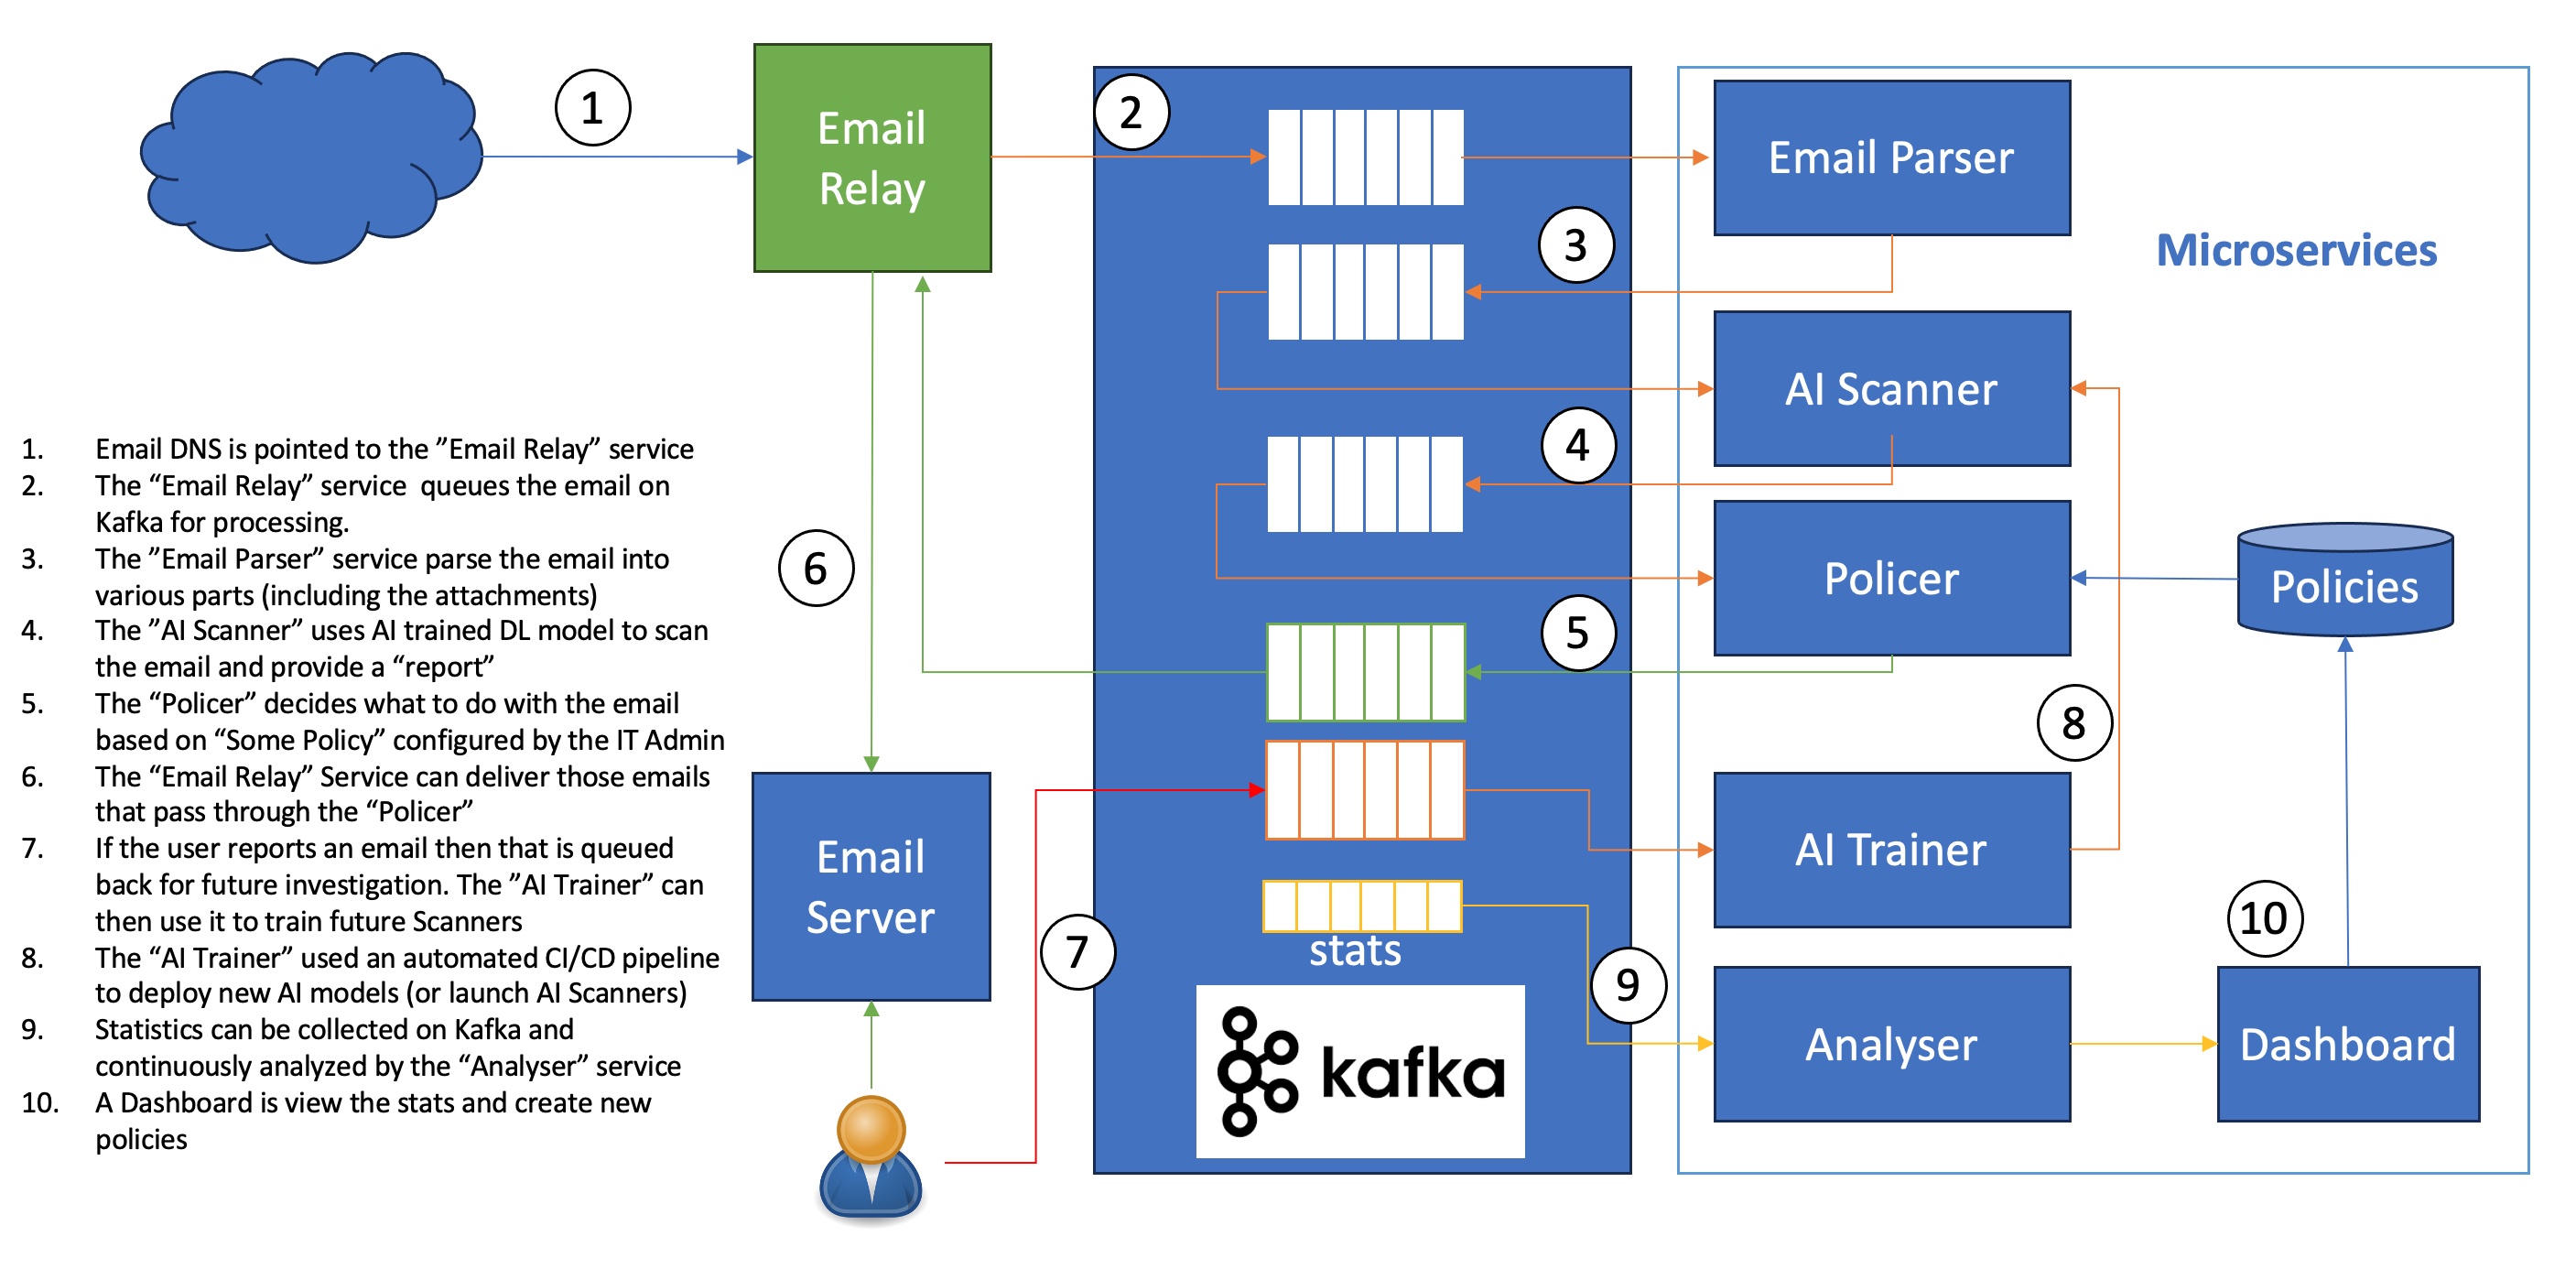 1
Email
Relay
2
Email Parser
3
Microservices
AI Scanner
4
Policer
Policies
5
6
8
AI Trainer
Email
Server
7
stats
9
10
kafka
Analyser
Dashboard
1. Email DNS is pointed to the ”Email Relay” service
2. The “Email Relay” service  queues the email on
Kafka for processing.
3. The ”Email Parser” service parse the email into
various parts (including the attachments)
4. The ”AI Scanner” uses AI trained DL model to scan
the email and provide a “report”
5. The “Policer” decides what to do with the email
based on “Some Policy” configured by the IT Admin
6. The “Email Relay” Service can deliver those emails
that pass through the “Policer”
7. If the user reports an email then that is queued
back for future investigation. The ”AI Trainer” can
then use it to train future Scanners
8. The “AI Trainer” used an automated CI/CD pipeline
to deploy new AI models (or launch AI Scanners)
9. Statistics can be collected on Kafka and
continuously analyzed by the “Analyser” service
10. A Dashboard is view the stats and create new
policies